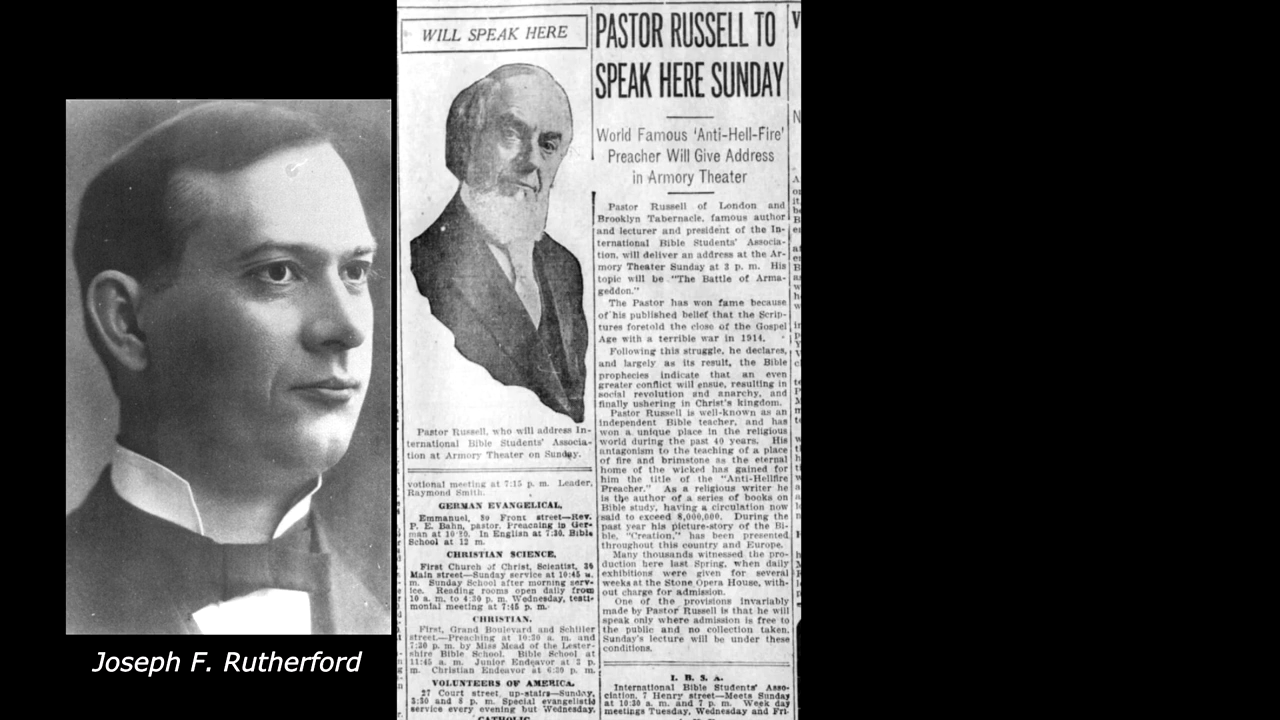 Joseph F. Rutherford
WILL SPEAK HERE
Pastor Russell, who will address In-
ternational Bible Students' Associa-
tion at Armory Theater on Sunday.
votional meeting at 7:15 p. m. Leader,
Raymond Smith.
GERMAN EVANGELICAL.
Emmanuel, 80 Front street—Rev.
P. E. Bahn, pastor. Preaching in Ger-
man at 10:30. In English at 7:30. Bible
School at 12 m.
CHRISTIAN SCIENCE.
First Church of Christ, Scientist, 36
Main street—Sunday service at 10:45 a.
m. Sunday School after morning serv-
ice. Reading rooms open daily from
10 a. m. to 4:30 p. m. Wednesday, testi-
monial meeting at 7:45 p. m.
CHRISTIAN.
First, Grand Boulevard and Schiller
street.—Preaching at 10:30 a. m. and
7:30 p. m. by Miss Mead of the Lester-
shire Bible School. Bible School at
11:45 a. m. Junior Endeavor at 3 p.
m. Christian Endeavor at 6:30 p. m.
VOLUNTEERS OF AMERICA.
27 Court street, up-stairs—Sunday,
3:30 and 8 p. m. Special evangelistic
service every evening but Wednesday.
CATHOLIC
PASTOR RUSSELL TO
SPEAK HERE SUNDAY
World Famous 'Anti-Hell-Fire'
Preacher Will Give Address
in Armory Theater
Pastor Russell of London and
Brooklyn Tabernacle, famous author
and lecturer and president of the In-
ternational Bible Students' Associa-
tion, will deliver an address at the Ar-
mory Theater Sunday at 3 p. m. His
topic will be "The Battle of Arma-
geddon."
The Pastor has won fame because
of his published belief that the Scrip-
tures foretold the close of the Gospel
Age with a terrible war in 1914.
Following this struggle, he declares,
and largely as its result, the Bible
prophecies indicate that an even
greater conflict will ensue, resulting in
social revolution and anarchy, and
finally ushering in Christ's kingdom.
Pastor Russell is well-known as an
independent Bible teacher, and has
won a unique place in the religious
world during the past 40 years. His
antagonism to the teaching of a place
of fire and brimstone as the eternal
home of the wicked has gained for
him the title of the "Anti-Hellfire
Preacher." As a religious writer he
is the author of a series of books on
Bible study, having a circulation now
said to exceed 8,000,000. During the
past year his picture-story of the Bi-
ble, "Creation," has been presented
throughout this country and Europe.
Many thousands witnessed the pro-
duction here last Spring, when daily
exhibitions were given for several
weeks at the Stone Opera House, with-
out charge for admission.
One of the provisions invariably
made by Pastor Russell is that he will
speak only where admission is free to
the public and no collection taken.
Sunday's lecture will be under these
conditions.
I. B. S. A.
International Bible Students' Asso-
ciation, 7 Henry street—Meets Sunday
at 10:30 a. m. and 7 p. m. Week day
meetings Tuesday, Wednesday and Fri-